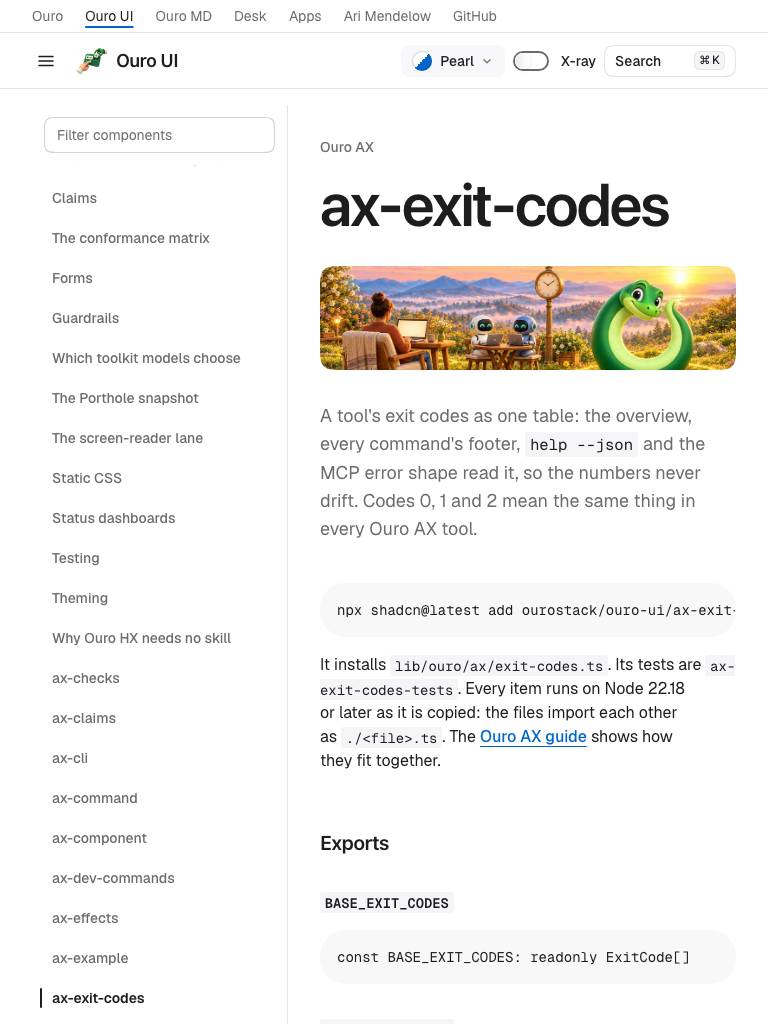 Ouro Ouro UI Ouro MD Desk Apps Ari Mendelow GitHub
Ouro UI
Pearl
X-ray
Search ⌘ K
Filter components
Claims
The conformance matrix
Forms
Guardrails
Which toolkit models choose
The Porthole snapshot
The screen-reader lane
Static CSS
Status dashboards
Testing
Theming
Why Ouro HX needs no skill
ax-checks
ax-claims
ax-cli
ax-command
ax-component
ax-dev-commands
ax-effects
ax-example
ax-exit-codes
Ouro AX
ax-exit-codes
A tool's exit codes as one table: the overview,
every command's footer, help --json and the
MCP error shape read it, so the numbers never
drift. Codes 0, 1 and 2 mean the same thing in
every Ouro AX tool.
npx shadcn@latest add ourostack/ouro-ui/ax-exit-
It installs lib/ouro/ax/exit-codes.ts. Its tests are ax-
exit-codes-tests. Every item runs on Node 22.18
or later as it is copied: the files import each other
as ./<file>.ts. The Ouro AX guide shows how
they fit together.
Exports
BASE_EXIT_CODES
const BASE_EXIT_CODES: readonly ExitCode[]